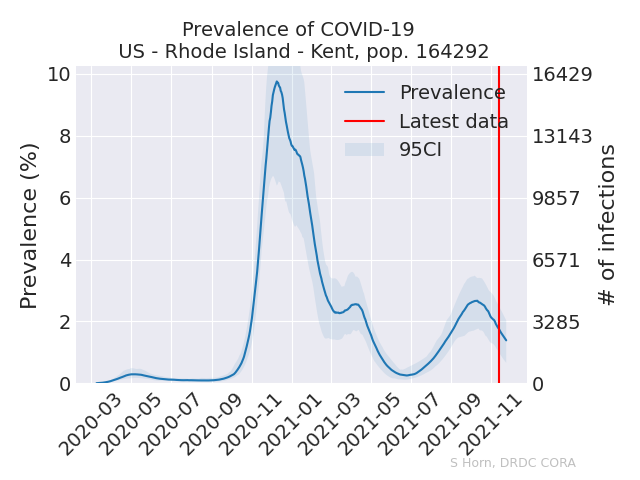 Prevalence of COVID-19
US - Rhode Island - Kent, pop. 164292
Prevalence (%)
10
8
6
4
2
0
Prevalence
Latest data
95CI
16429
13143
9857
6571
3285
0
# of infections
2020-03
2020-05
2020-07
2020-09
2020-11
2021-01
2021-03
2021-05
2021-07
2021-09
2021-11
S Horn, DRDC CORA